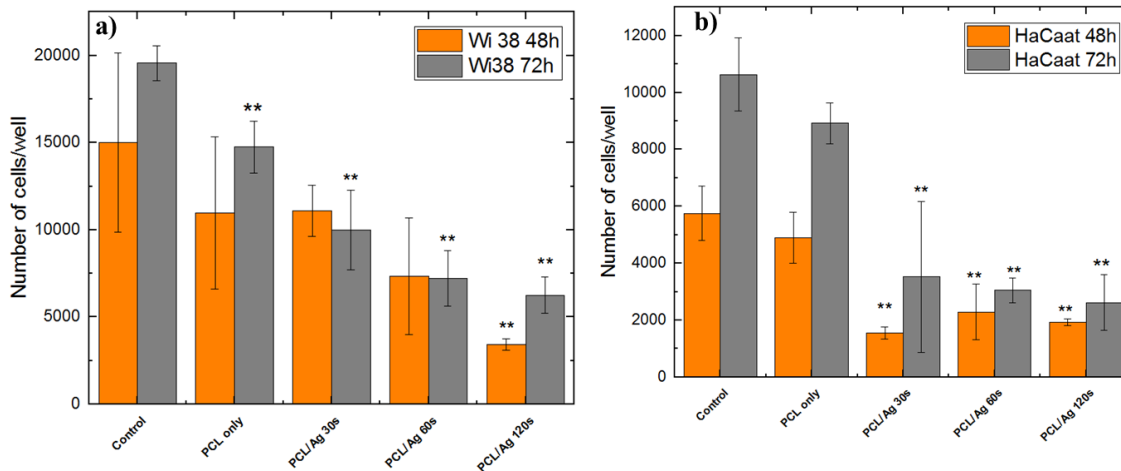 a)
Wi 38 48h
Wi38 72h
Number of cells/well
20000
15000
10000
5000
0
**
**
**
**
**
Control
PCL only
PCL/Ag 30s
PCL/Ag 60s
PCL/Ag 120s
b)
HaCaat 48h
HaCaat 72h
Number of cells/well
12000
10000
8000
6000
4000
2000
0
**
**
**
**
**
**
Control
PCL only
PCL/Ag 30s
PCL/Ag 60s
PCL/Ag 120s